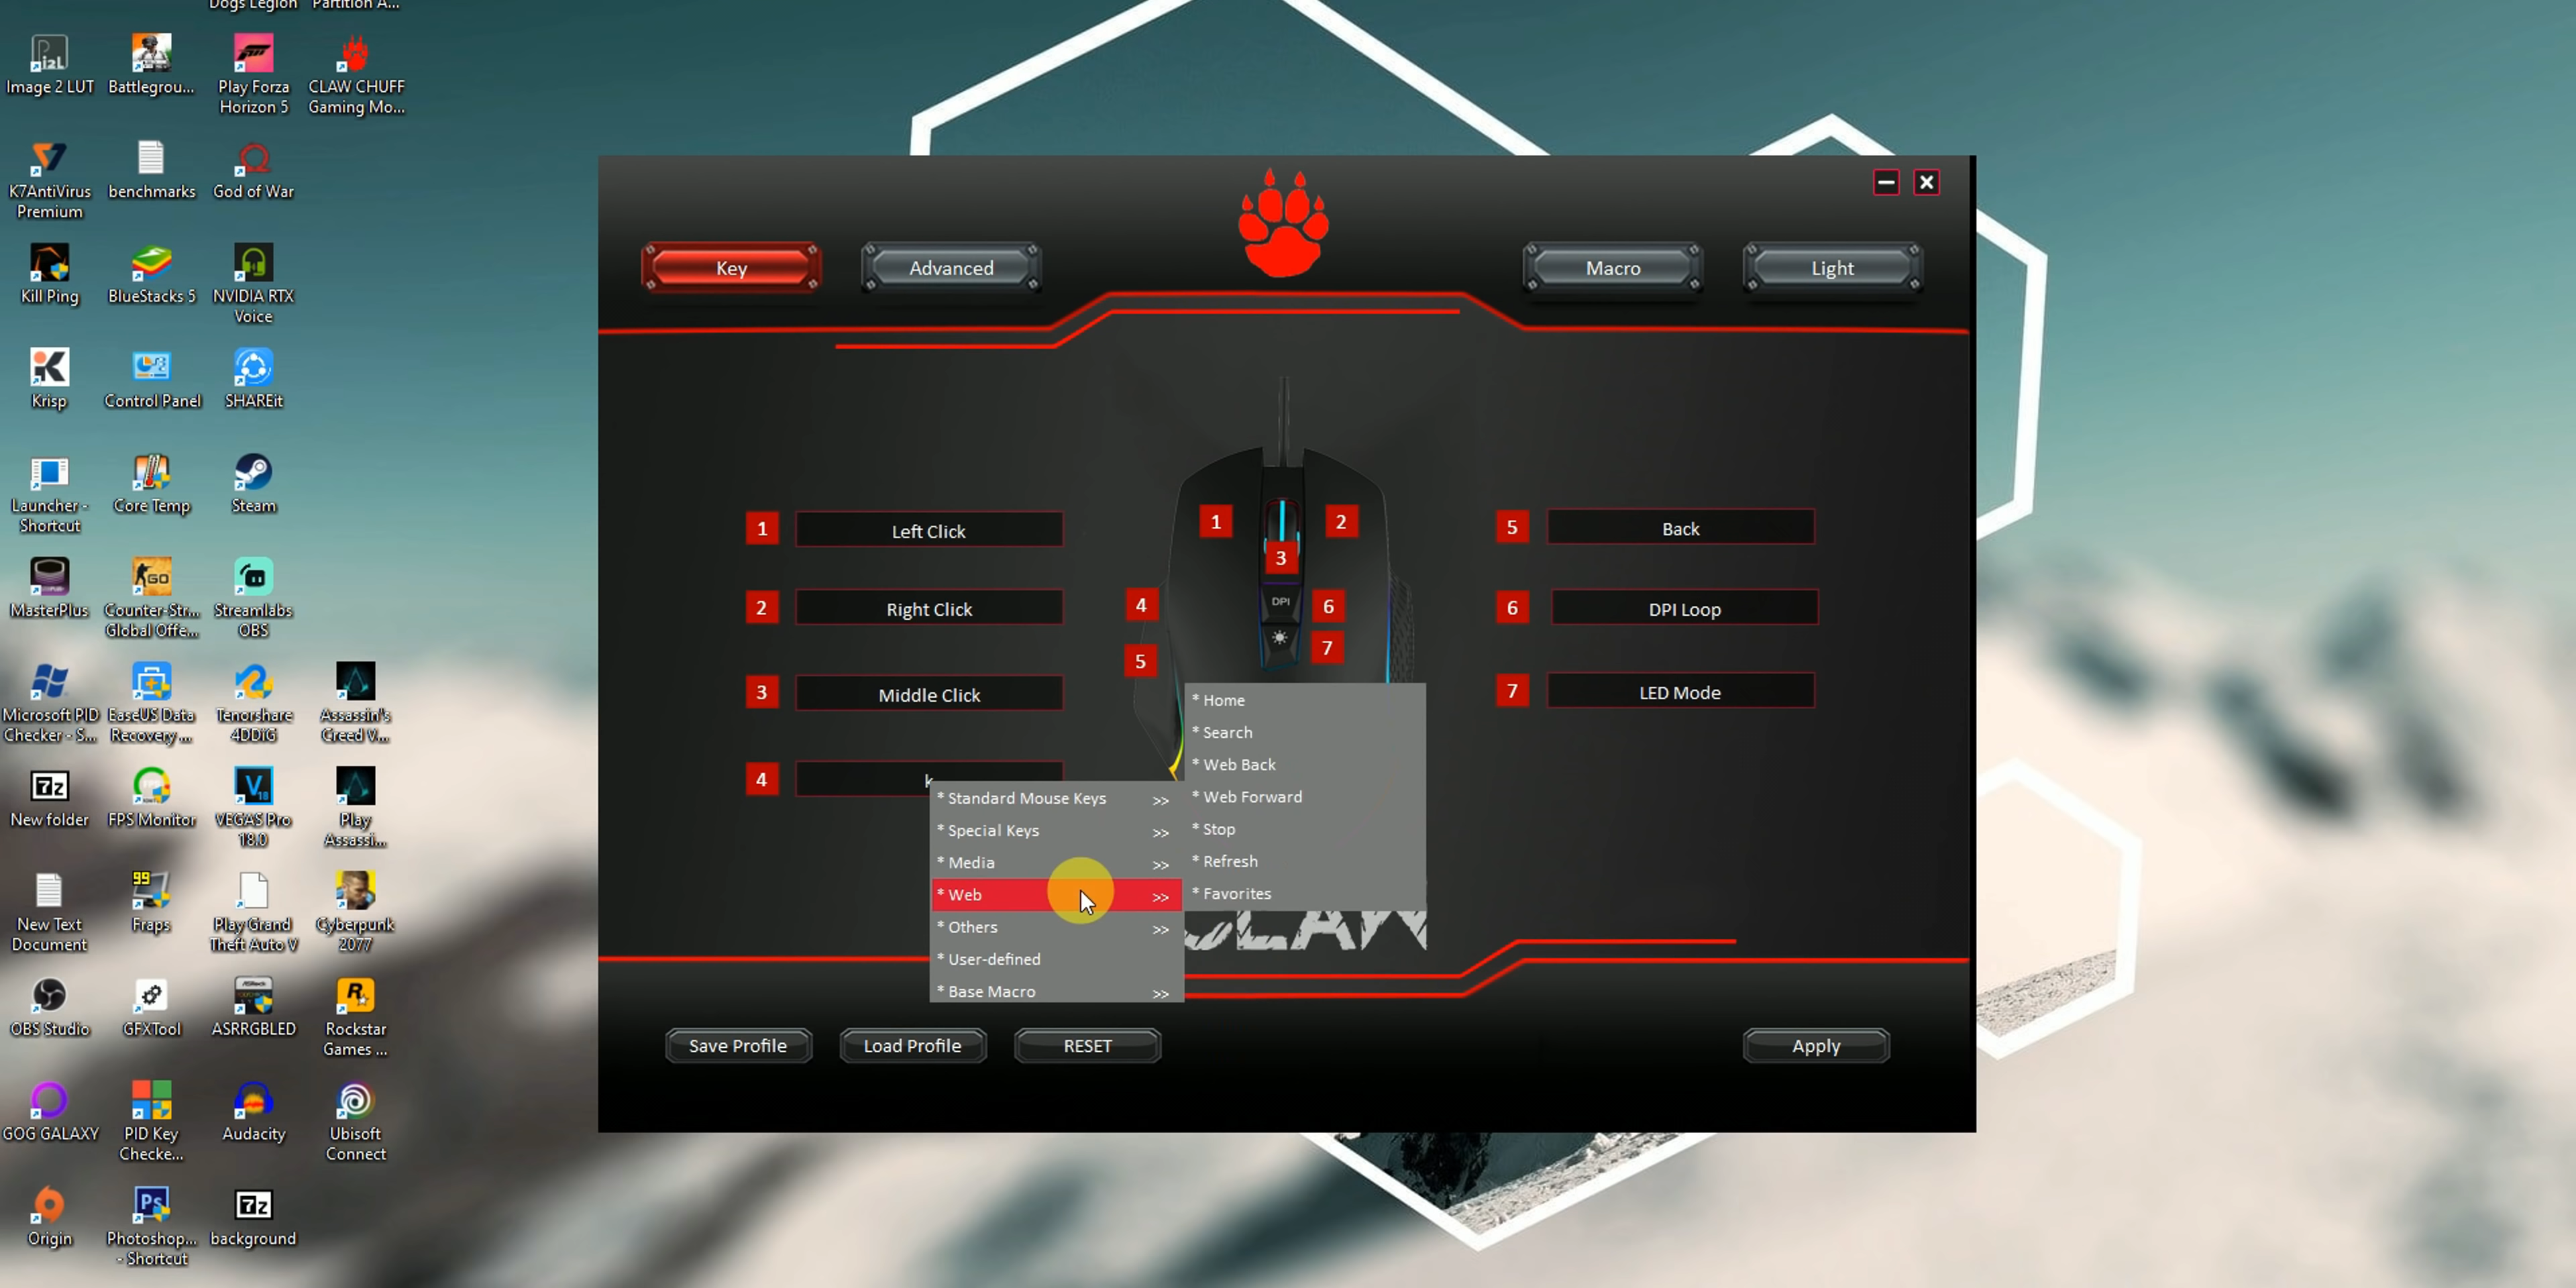 Dogs Legion
Partition A...
Image 2 LUT
Battlegrou...
Play Forza
Horizon 5
CLAW CHUFF
Gaming Mo...
K7AntiVirus
Premium
benchmarks
God of War
Kill Ping
BlueStacks 5
NVIDIA RTX
Voice
Krisp
Control Panel
SHAREit
Launcher -
Shortcut
Core Temp
Steam
MasterPlus
Counter-Str...
Global Offe...
Streamlabs
OBS
Microsoft PID
Checker - S...
EaseUS Data
Recovery ...
Tenorshare
4DDiG
Assassin's
Creed V...
New folder
FPS Monitor
VEGAS Pro
18.0
Play
Assassi...
New Text
Document
Fraps
Play Grand
Theft Auto V
Cyberpunk
2077
OBS Studio
GFXTool
ASRRGBLED
Rockstar
Games ...
GOG GALAXY
PID Key
Checke...
Audacity
Ubisoft
Connect
Origin
Photoshop...
- Shortcut
background
Key
Advanced
Macro
Light
1 Left Click
2 Right Click
3 Middle Click
4 k
1
2
3
4
5
DPI
6
7
5 Back
6 DPI Loop
7 LED Mode
* Standard Mouse Keys >>
* Special Keys >>
* Media >>
* Web >>
* Others >>
* User-defined
* Base Macro >>
* Home
* Search
* Web Back
* Web Forward
* Stop
* Refresh
* Favorites
CLAW
Save Profile
Load Profile
RESET
Apply